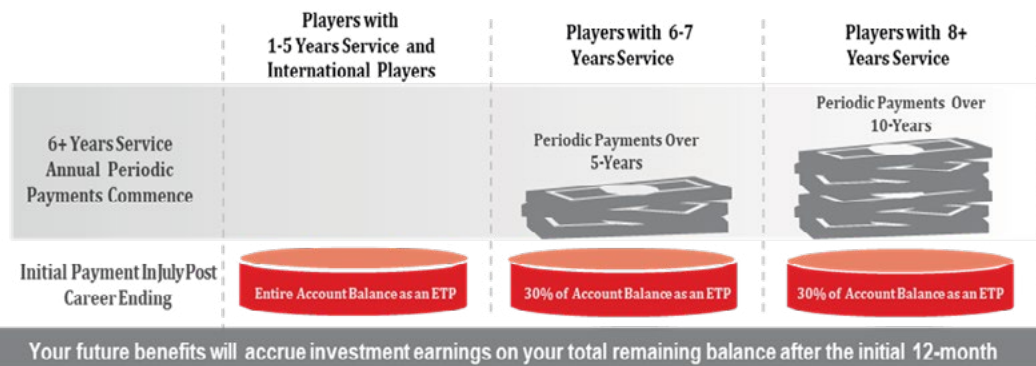 Players with
1-5 Years Service and
International Players
Players with 6-7
Years Service
Players with 8+
Years Service
6+ Years Service
Annual Periodic
Payments Commence
Periodic Payments Over
5-Years
Periodic Payments Over
10-Years
Initial Payment In July Post
Career Ending
Entire Account Balance as an ETP
30% of Account Balance as an ETP
30% of Account Balance as an ETP
Your future benefits will accrue investment earnings on your total remaining balance after the initial 12-month